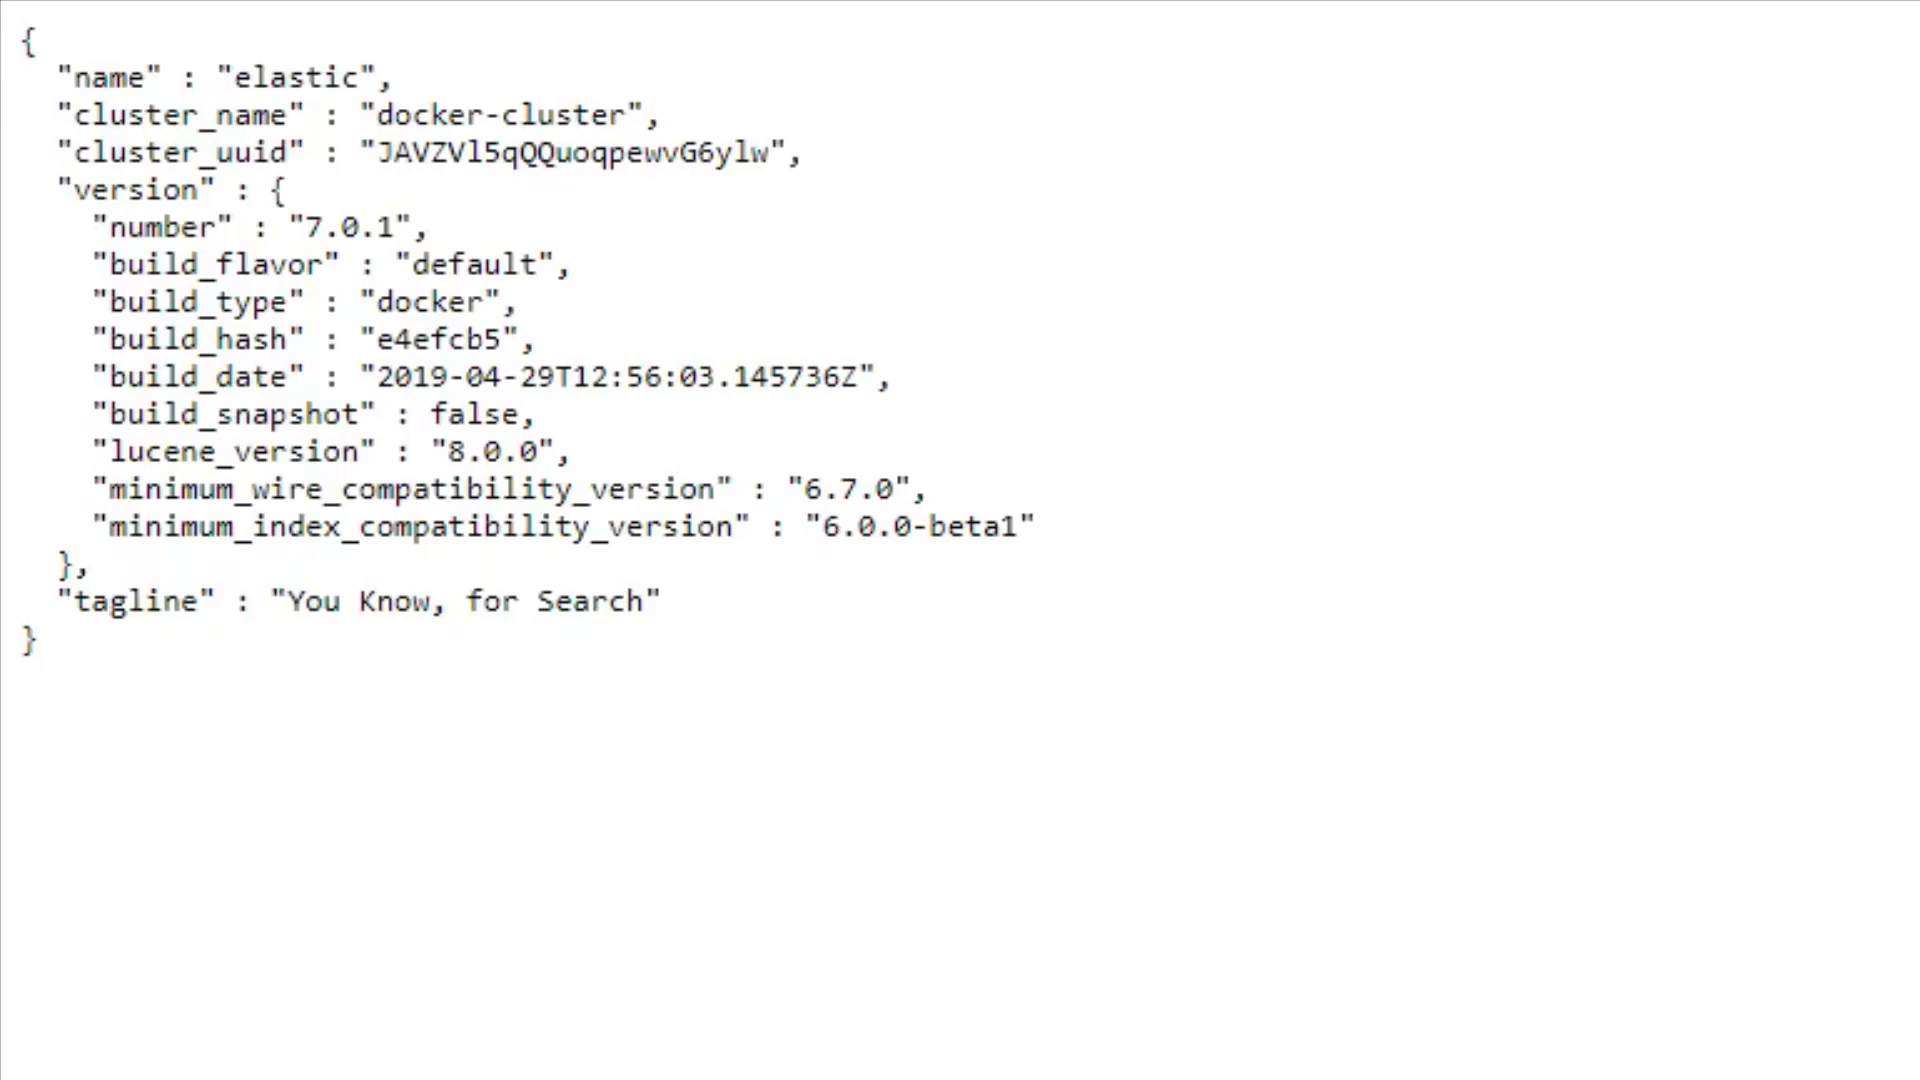 {
  "name" : "elastic",
  "cluster_name" : "docker-cluster",
  "cluster_uuid" : "JAVZVl5qQQuoqpewvG6ylw",
  "version" : {
    "number" : "7.0.1",
    "build_flavor" : "default",
    "build_type" : "docker",
    "build_hash" : "e4efcb5",
    "build_date" : "2019-04-29T12:56:03.145736Z",
    "build_snapshot" : false,
    "lucene_version" : "8.0.0",
    "minimum_wire_compatibility_version" : "6.7.0",
    "minimum_index_compatibility_version" : "6.0.0-beta1"
  },
  "tagline" : "You Know, for Search"
}